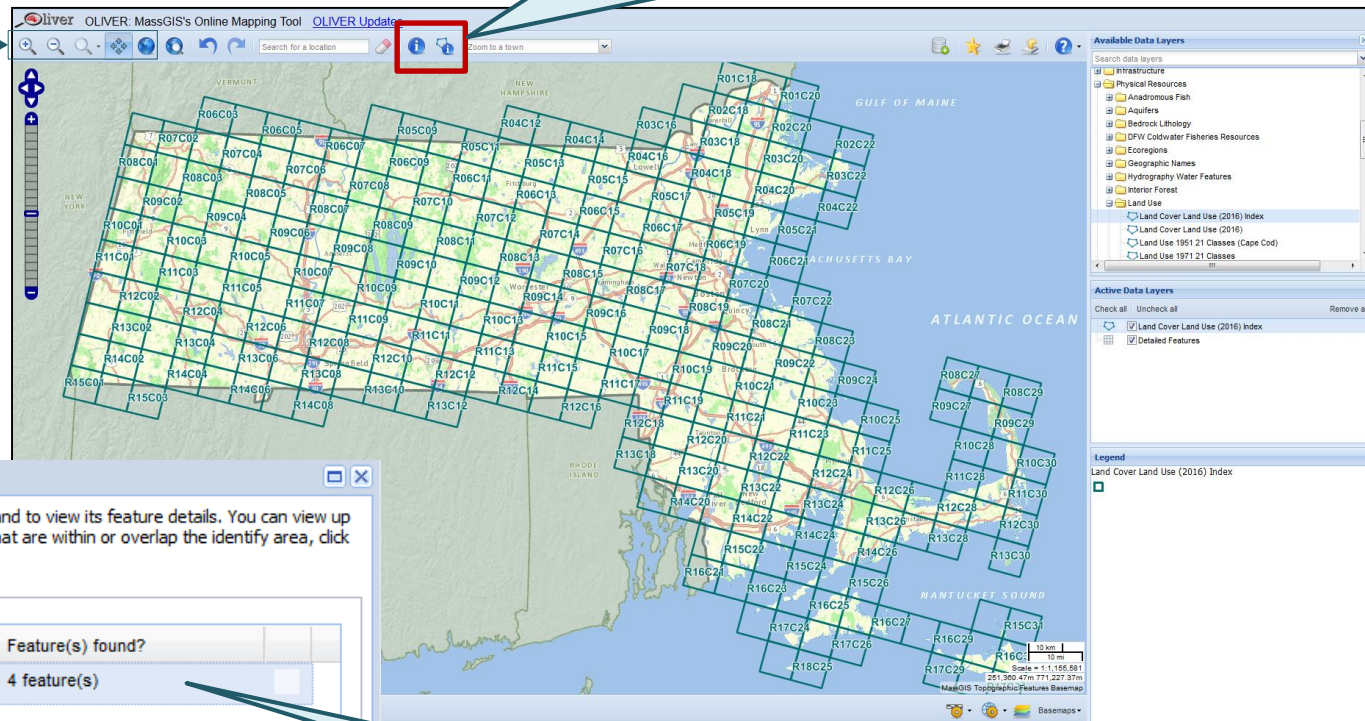 Oliver OLIVER: MassGIS's Online Mapping Tool OLIVER Updates
Search for a location
Zoom to a town
Available Data Layers
Search data layers
Infrastructure
Physical Resources
Anadromous Fish
Aquifers
Bedrock Lithology
DFW Coldwater Fisheries Resources
Ecoregions
Geographic Names
Hydrography Water Features
Interior Forest
Land Use
Land Cover Land Use (2016) Index
Land Cover Land Use (2016)
Land Use 1951 21 Classes (Cape Cod)
Land Use 1971 21 Classes
Active Data Layers
Check all Uncheck all Remove a
Land Cover Land Use (2016) Index
Detailed Features
Legend
Land Cover Land Use (2016) Index
VERMONT
NEW HAMPSHIRE
NEW YORK
GULF OF MAINE
ACHUSETTS BAY
ATLANTIC OCEAN
RHODE ISLAND
NANTUCKET SOUND
R01C18 R01C20
R02C18 R02C20 R02C22
R03C16 R03C18 R03C20 R03C22
R04C12 R04C14 R04C16 R04C18 R04C20 R04C22
R05C09 R05C11 R05C13 R05C15 R05C17 R05C19 R05C21
R06C03 R06C05 R06C07 R06C09 R06C11 R06C13 R06C15 R06C17 R06C19 R06C21
R07C02 R07C04 R07C06 R07C08 R07C10 R07C12 R07C14 R07C16 R07C18 R07C20 R07C22
R08C01 R08C03 R08C05 R08C07 R08C09 R08C11 R08C13 R08C15 R08C17 R08C19 R08C21 R08C23 R08C27 R08C29
R09C02 R09C04 R09C06 R09C08 R09C10 R09C12 R09C14 R09C16 R09C18 R09C20 R09C22 R09C24 R09C27 R09C29
R10C01 R10C03 R10C05 R10C07 R10C09 R10C11 R10C13 R10C15 R10C17 R10C19 R10C21 R10C23 R10C25 R10C28 R10C30
R11C01 R11C03 R11C05 R11C07 R11C09 R11C11 R11C13 R11C15 R11C17 R11C19 R11C21 R11C23 R11C25 R11C28 R11C30
R12C02 R12C04 R12C06 R12C08 R12C10 R12C12 R12C14 R12C16 R12C18 R12C20 R12C22 R12C24 R12C26 R12C28 R12C30
R13C02 R13C04 R13C06 R13C08 R13C10 R13C12 R13C18 R13C20 R13C22 R13C24 R13C26 R13C28 R13C30
R14C02 R14C04 R14C06 R14C08 R14C20 R14C22 R14C24 R14C26
R15C01 R15C03 R15C22 R15C24 R15C26 R15C31
R16C21 R16C23 R16C25 R16C27 R16C29
R17C24 R17C26 R17C29
R18C25
10 km
10 mi
Scale = 1:1,155,581
251,360.47m 771,227.37m
MassGIS Topographic Features Basemap
Basemaps
and to view its feature details. You can view up
hat are within or overlap the identify area, click
Feature(s) found?
4 feature(s)